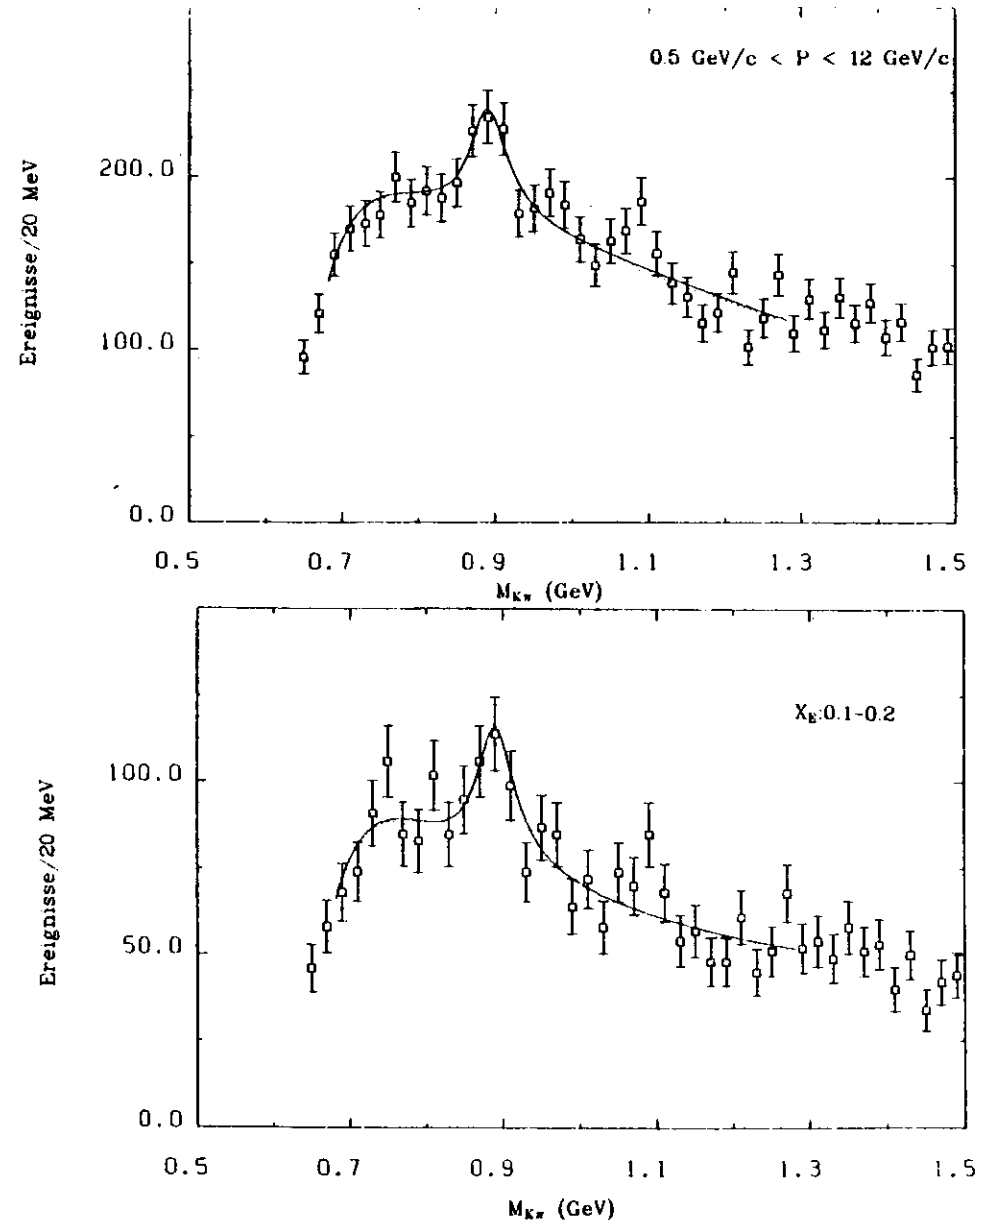 0.5 GeV/c < P < 12 GeV/c
Ereignisse/20 MeV
200.0
100.0
0.0
0.5 0.7 0.9 1.1 1.3 1.5
M_Kπ (GeV)
X_E:0.1-0.2
Ereignisse/20 MeV
100.0
50.0
0.0
0.5 0.7 0.9 1.1 1.3 1.5
M_Kπ (GeV)